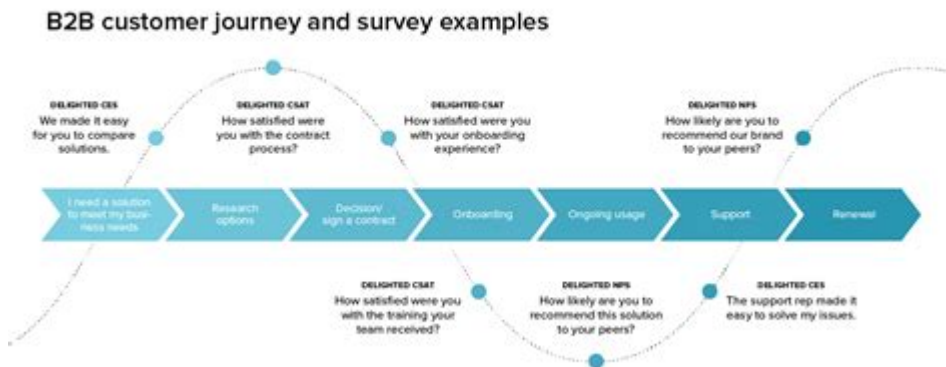 B2B customer journey and survey examples
DELIGHTED CES
We made it easy
for you to compare
solutions.
DELIGHTED CSAT
How satisfied were
you with the contract
process?
DELIGHTED CSAT
How satisfied were you
with your onboarding
experience?
DELIGHTED NPS
How likely are you to
recommend our brand
to your peers?
I need a solution
to meet my busi-
ness needs
Research
options
Decision/
sign a contract
Onboarding
Ongoing usage
Support
Renewal
DELIGHTED CSAT
How satisfied were you
with the training your
team received?
DELIGHTED NPS
How likely are you to
recommend this solution
to your peers?
DELIGHTED CES
The support rep made it
easy to solve my issues.